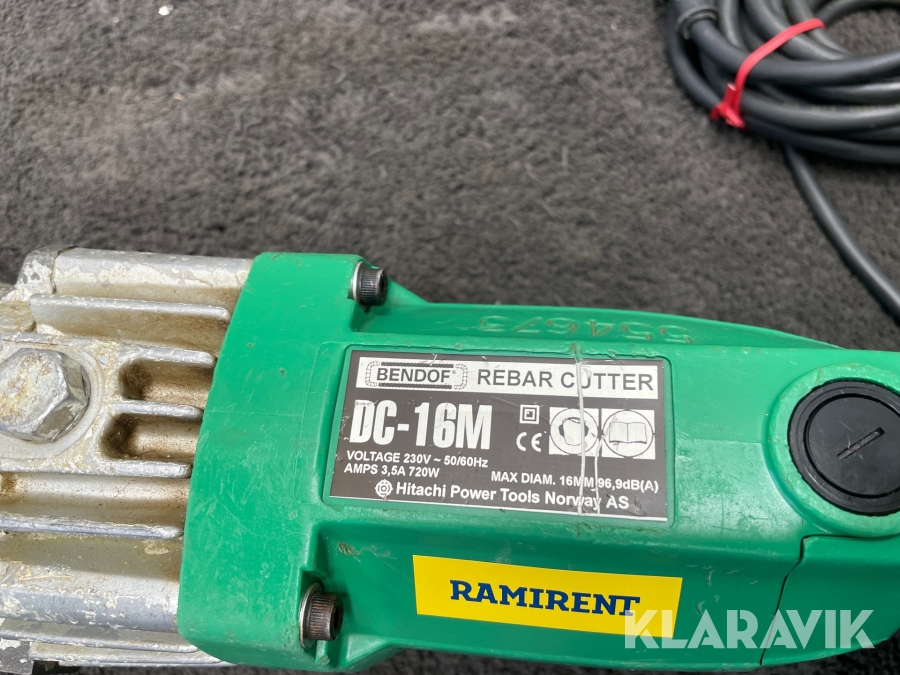 554673
BENDOF® REBAR CUTTER
DC-16M
CE
VOLTAGE 230V ~ 50/60Hz
AMPS 3,5A 720W
MAX DIAM. 16MM 96,9dB(A)
Hitachi Power Tools Norway AS
RAMIRENT
KLARAVIK